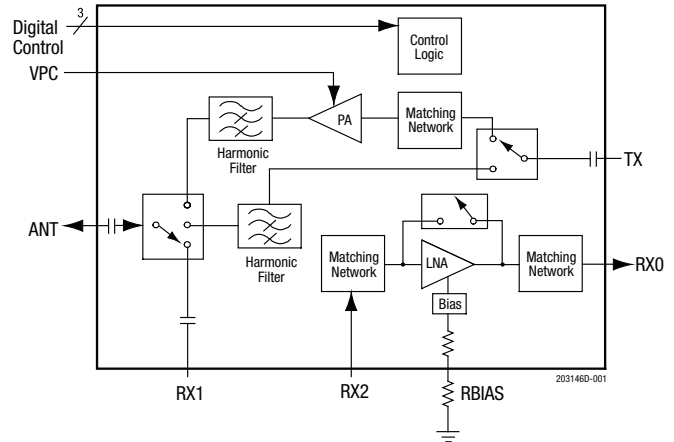 3
Digital
Control
Control
Logic
VPC
PA
Matching
Network
Harmonic
Filter
TX
ANT
Harmonic
Filter
Matching
Network
LNA
Matching
Network
RX0
Bias
203146D-001
RX1
RX2
RBIAS